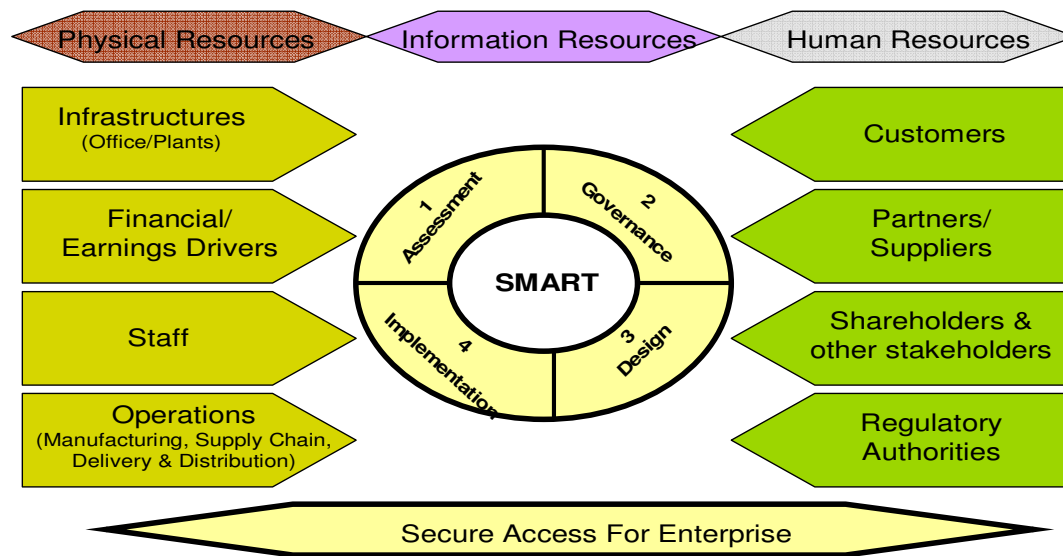 Physical Resources
Information Resources
Human Resources
Infrastructures
(Office/Plants)
Financial/
Earnings Drivers
Staff
Operations
(Manufacturing, Supply Chain,
Delivery & Distribution)
1
Assessment
2
Governance
SMART
3
Design
4
Implementation
Customers
Partners/
Suppliers
Shareholders &
other stakeholders
Regulatory
Authorities
Secure Access For Enterprise